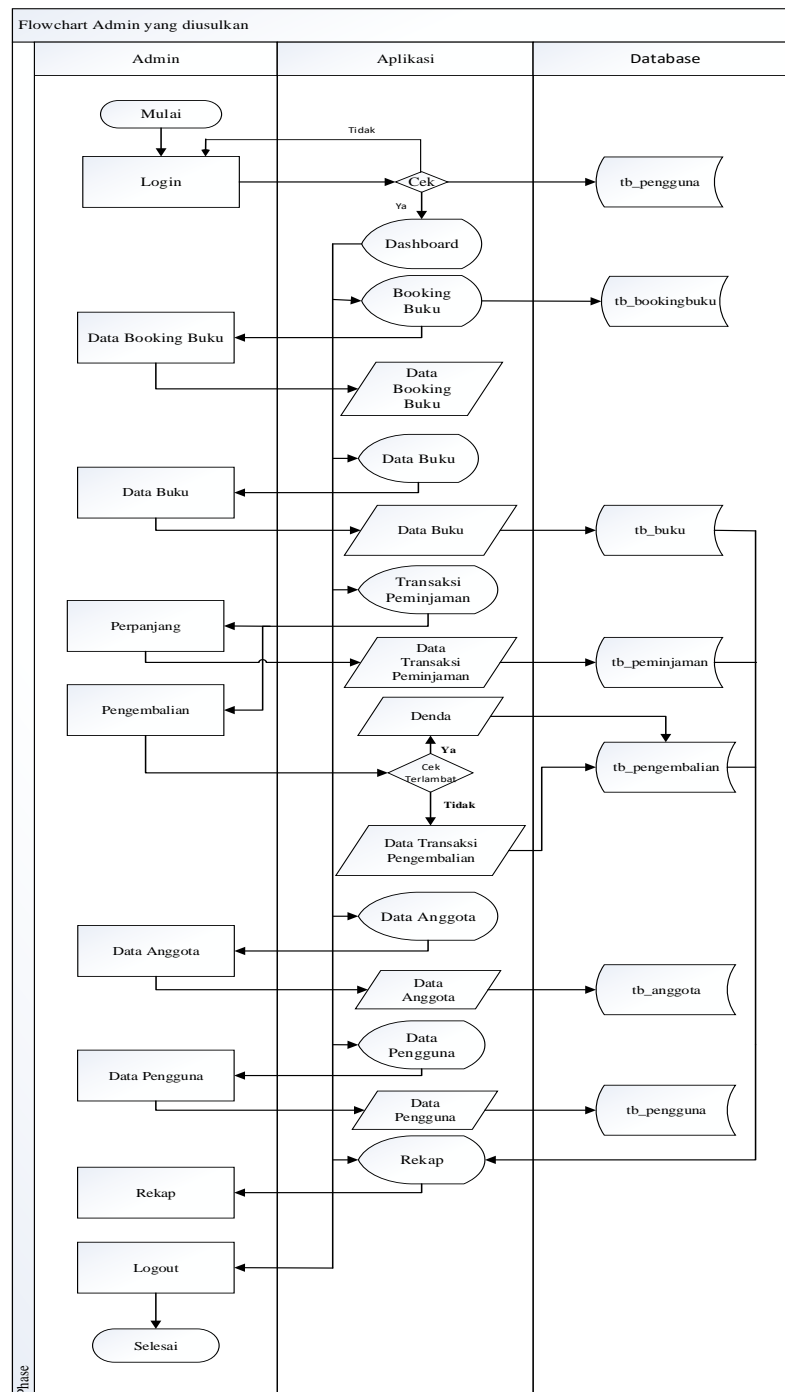 Flowchart Admin yang diusulkan
Admin
Aplikasi
Database
Mulai
Tidak
Login
Cek
tb_pengguna
Ya
Dashboard
Booking
Buku
tb_bookingbuku
Data Booking Buku
Data
Booking
Buku
Data Buku
Data Buku
Data Buku
tb_buku
Transaksi
Peminjaman
Perpanjang
Data
Transaksi
Peminjaman
tb_peminjaman
Pengembalian
Denda
Ya
Cek
Terlambat
tb_pengembalian
Tidak
Data Transaksi
Pengembalian
Data Anggota
Data Anggota
Data
Anggota
tb_anggota
Data
Pengguna
Data Pengguna
Data
Pengguna
tb_pengguna
Rekap
Rekap
Logout
Selesai
Phase